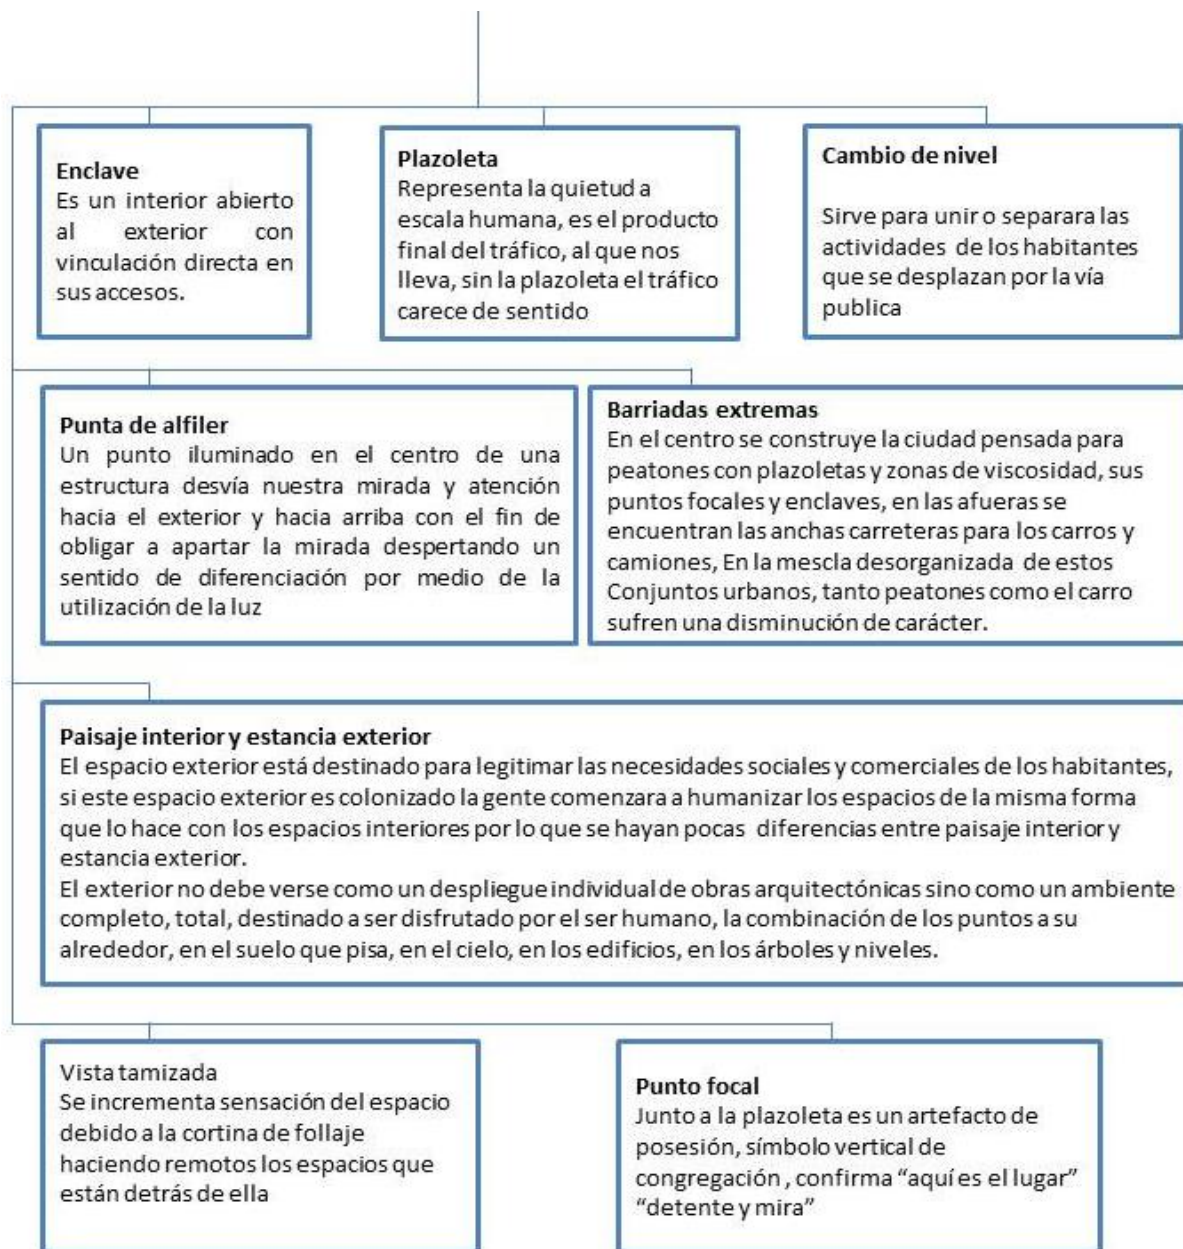 Enclave
Es un interior abierto
al exterior con
vinculación directa en
sus accesos.
Plazoleta
Representa la quietud a
escala humana, es el producto
final del tráfico, al que nos
lleva, sin la plazoleta el tráfico
carece de sentido
Cambio de nivel
Sirve para unir o separara las
actividades de los habitantes
que se desplazan por la vía
publica
Punta de alfiler
Un punto iluminado en el centro de una
estructura desvía nuestra mirada y atención
hacia el exterior y hacia arriba con el fin de
obligar a apartar la mirada despertando un
sentido de diferenciación por medio de la
utilización de la luz
Barriadas extremas
En el centro se construye la ciudad pensada para
peatones con plazoletas y zonas de viscosidad, sus
puntos focales y enclaves, en las afueras se
encuentran las anchas carreteras para los carros y
camiones, En la mescla desorganizada de estos
Conjuntos urbanos, tanto peatones como el carro
sufren una disminución de carácter.
Paisaje interior y estancia exterior
El espacio exterior está destinado para legitimar las necesidades sociales y comerciales de los habitantes,
si este espacio exterior es colonizado la gente comenzara a humanizar los espacios de la misma forma
que lo hace con los espacios interiores por lo que se hayan pocas diferencias entre paisaje interior y
estancia exterior.
El exterior no debe verse como un despliegue individual de obras arquitectónicas sino como un ambiente
completo, total, destinado a ser disfrutado por el ser humano, la combinación de los puntos a su
alrededor, en el suelo que pisa, en el cielo, en los edificios, en los árboles y niveles.
Vista tamizada
Se incrementa sensación del espacio
debido a la cortina de follaje
haciendo remotos los espacios que
están detrás de ella
Punto focal
Junto a la plazoleta es un artefacto de
posesión, símbolo vertical de
congregación , confirma “aquí es el lugar”
“detente y mira”